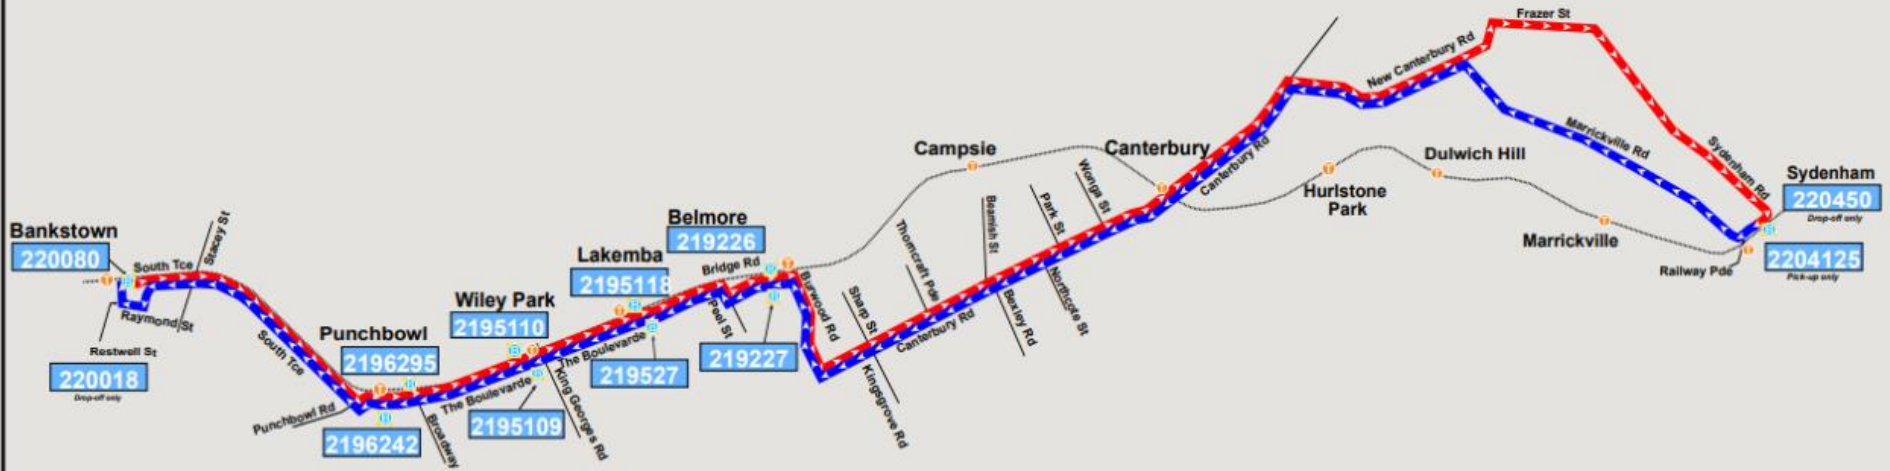 Frazer St
New Canterbury Rd
Marrickville Rd
Sydenham Rd
Sydenham
220450
Drop-off only
2204125
Pick-up only
Railway Pde
Marrickville
Dulwich Hill
Hurlstone
Park
Canterbury
Canterbury Rd
Campsie
Wonga St
Park St
Beamish St
Thorncraft Pde
Northcote St
Bexley Rd
Canterbury Rd
Sharp St
Kingsgrove Rd
Burwood Rd
Belmore
219226
Bridge Rd
219227
Peel St
Lakemba
2195118
219527
The Boulevarde
Wiley Park
2195110
King Georges Rd
2195109
The Boulevarde
Broadway
Punchbowl
2196295
2196242
Punchbowl Rd
South Tce
Stacey St
South Tce
Bankstown
220080
Raymond St
Restwell St
220018
Drop-off only